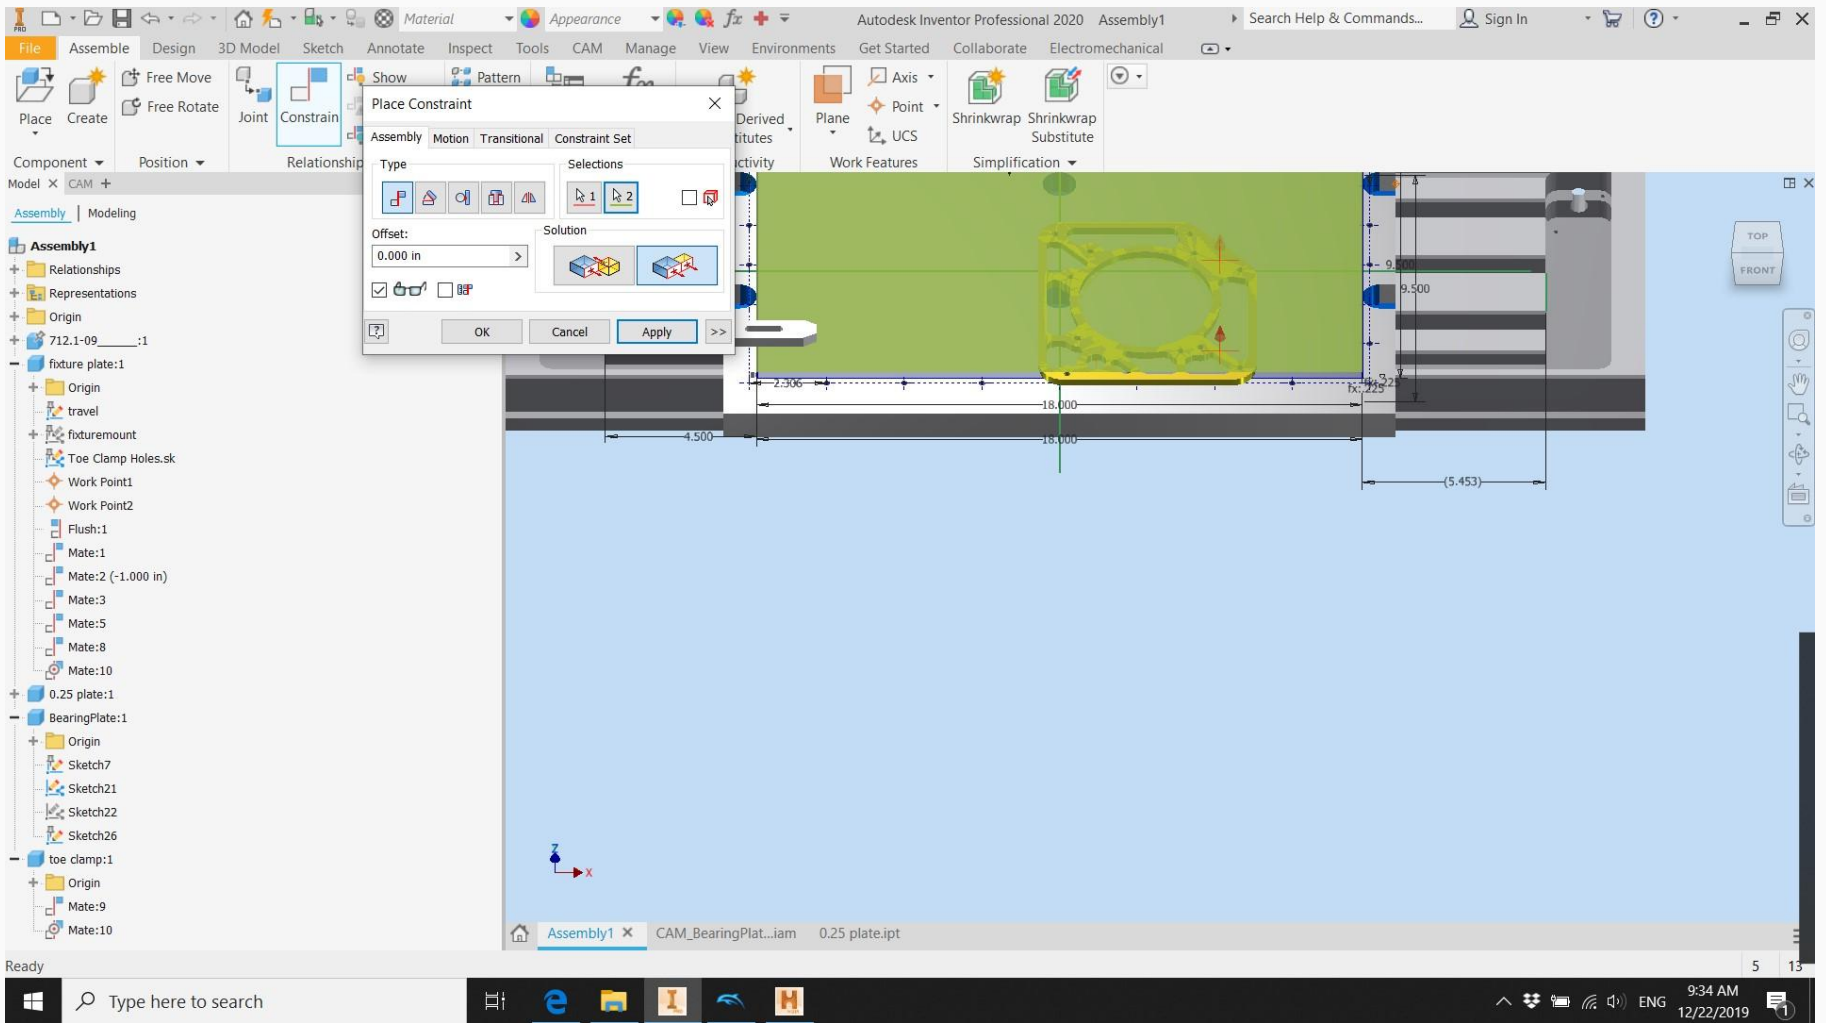 PRO
Material
Appearance
fx
Autodesk Inventor Professional 2020 Assembly1
Search Help & Commands...
Sign In
File Assemble Design 3D Model Sketch Annotate Inspect Tools CAM Manage View Environments Get Started Collaborate Electromechanical
Place
Create
Free Move
Free Rotate
Joint
Constrain
Show
Pattern
Plane
Axis
Point
UCS
Shrinkwrap
Shrinkwrap
Substitute
Component
Position
Relationship
Work Features
Simplification
Derived
Place Constraint
Assembly Motion Transitional Constraint Set
Type
Selections
1
2
Offset:
0.000 in
>
Solution
?
OK
Cancel
Apply
>>
Model CAM +
Assembly | Modeling
Assembly1
Relationships
Representations
Origin
712.1-09_____:1
fixture plate:1
Origin
travel
fixturemount
Toe Clamp Holes.sk
Work Point1
Work Point2
Flush:1
Mate:1
Mate:2 (-1.000 in)
Mate:3
Mate:5
Mate:8
Mate:10
0.25 plate:1
BearingPlate:1
Origin
Sketch7
Sketch21
Sketch22
Sketch26
toe clamp:1
Origin
Mate:9
Mate:10
TOP
FRONT
9.500
2.306
18.000
4.500
18.000
(5.453)
Z
X
Assembly1
CAM_BearingPlat...iam
0.25 plate.ipt
Ready
5
13
Type here to search
ENG
9:34 AM
12/22/2019
1